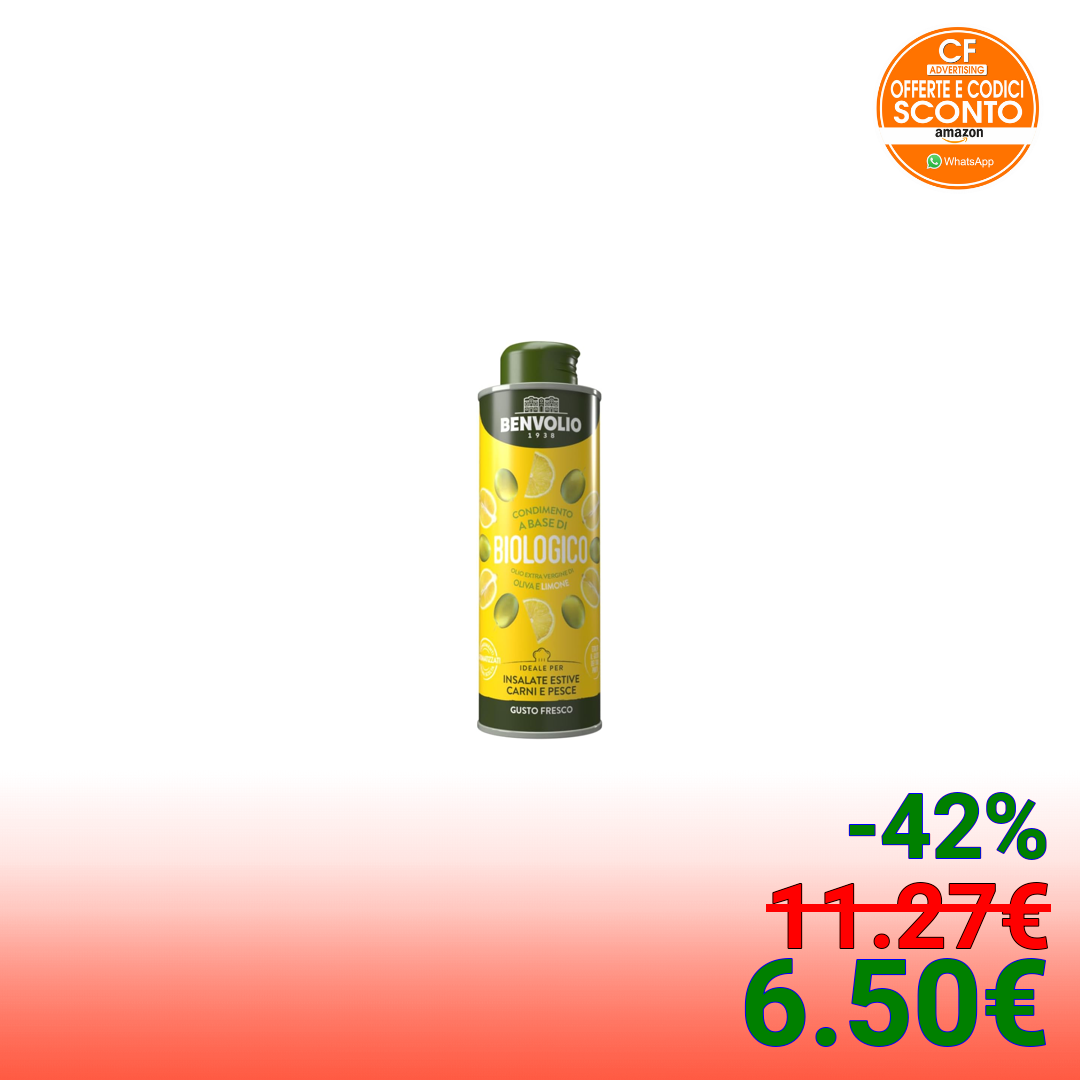 CF
ADVERTISING
OFFERTE E CODICI
SCONTO
amazon
WhatsApp
BENVOLIO
1938
CONDIMENTO
A BASE DI
BIOLOGICO
OLIO EXTRA VERGINE DI
OLIVA E LIMONE
IDEALE PER
INSALATE ESTIVE
CARNI E PESCE
GUSTO FRESCO
-42%
11.27€
6.50€